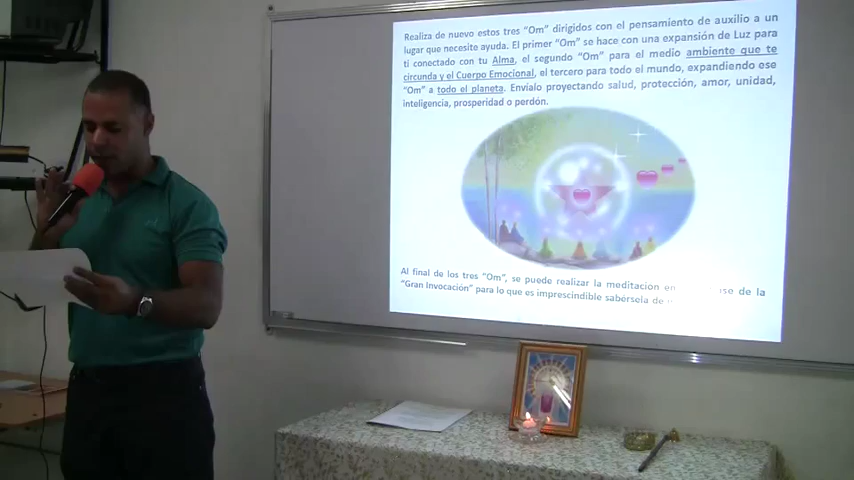 Realiza de nuevo estos tres "Om" dirigidos con el pensamiento de auxilio a un
lugar que necesite ayuda. El primer "Om" se hace con una expansión de Luz para
ti conectado con tu Alma, el segundo "Om" para el medio ambiente que te
circunda y el Cuerpo Emocional, el tercero para todo el mundo, expandiendo ese
"Om" a todo el planeta. Envíalo proyectando salud, protección, amor, unidad,
inteligencia, prosperidad o perdón.
Al final de los tres "Om", se puede realizar la meditación en de la
"Gran Invocación" para lo que es imprescindible sabérsela de